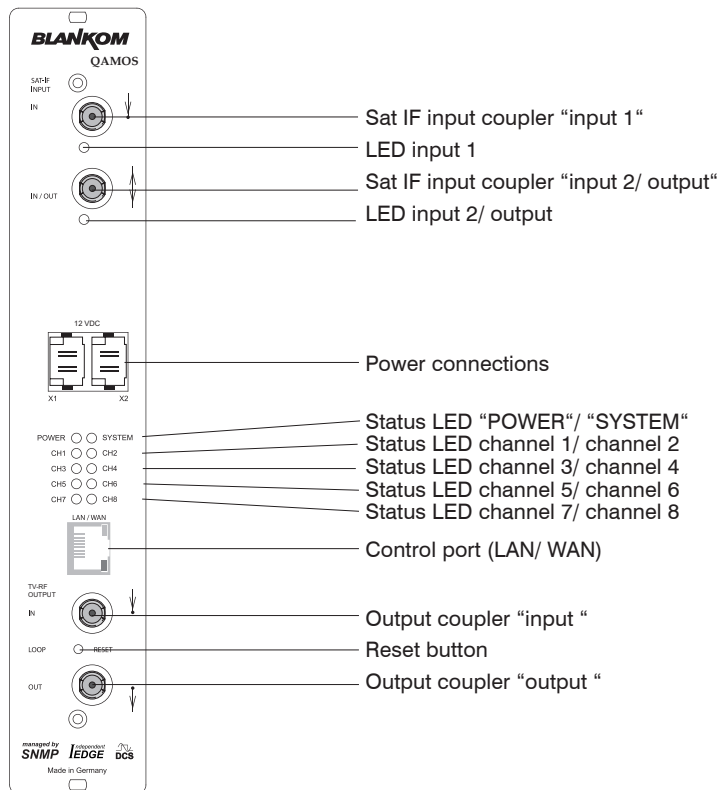 BLANKOM
QAMOS
SAT-IF
INPUT
IN
Sat IF input coupler “input 1“
LED input 1
IN / OUT
Sat IF input coupler “input 2/ output“
LED input 2/ output
12 VDC
Power connections
X1 X2
POWER SYSTEM
Status LED “POWER“/ “SYSTEM“
CH1 CH2
Status LED channel 1/ channel 2
CH3 CH4
Status LED channel 3/ channel 4
CH5 CH6
Status LED channel 5/ channel 6
CH7 CH8
Status LED channel 7/ channel 8
LAN / WAN
Control port (LAN/ WAN)
TV-RF
OUTPUT
IN
Output coupler “input “
LOOP RESET
Reset button
OUT
Output coupler “output “
managed by
SNMP
Independent
EDGE
DCS
Made in Germany